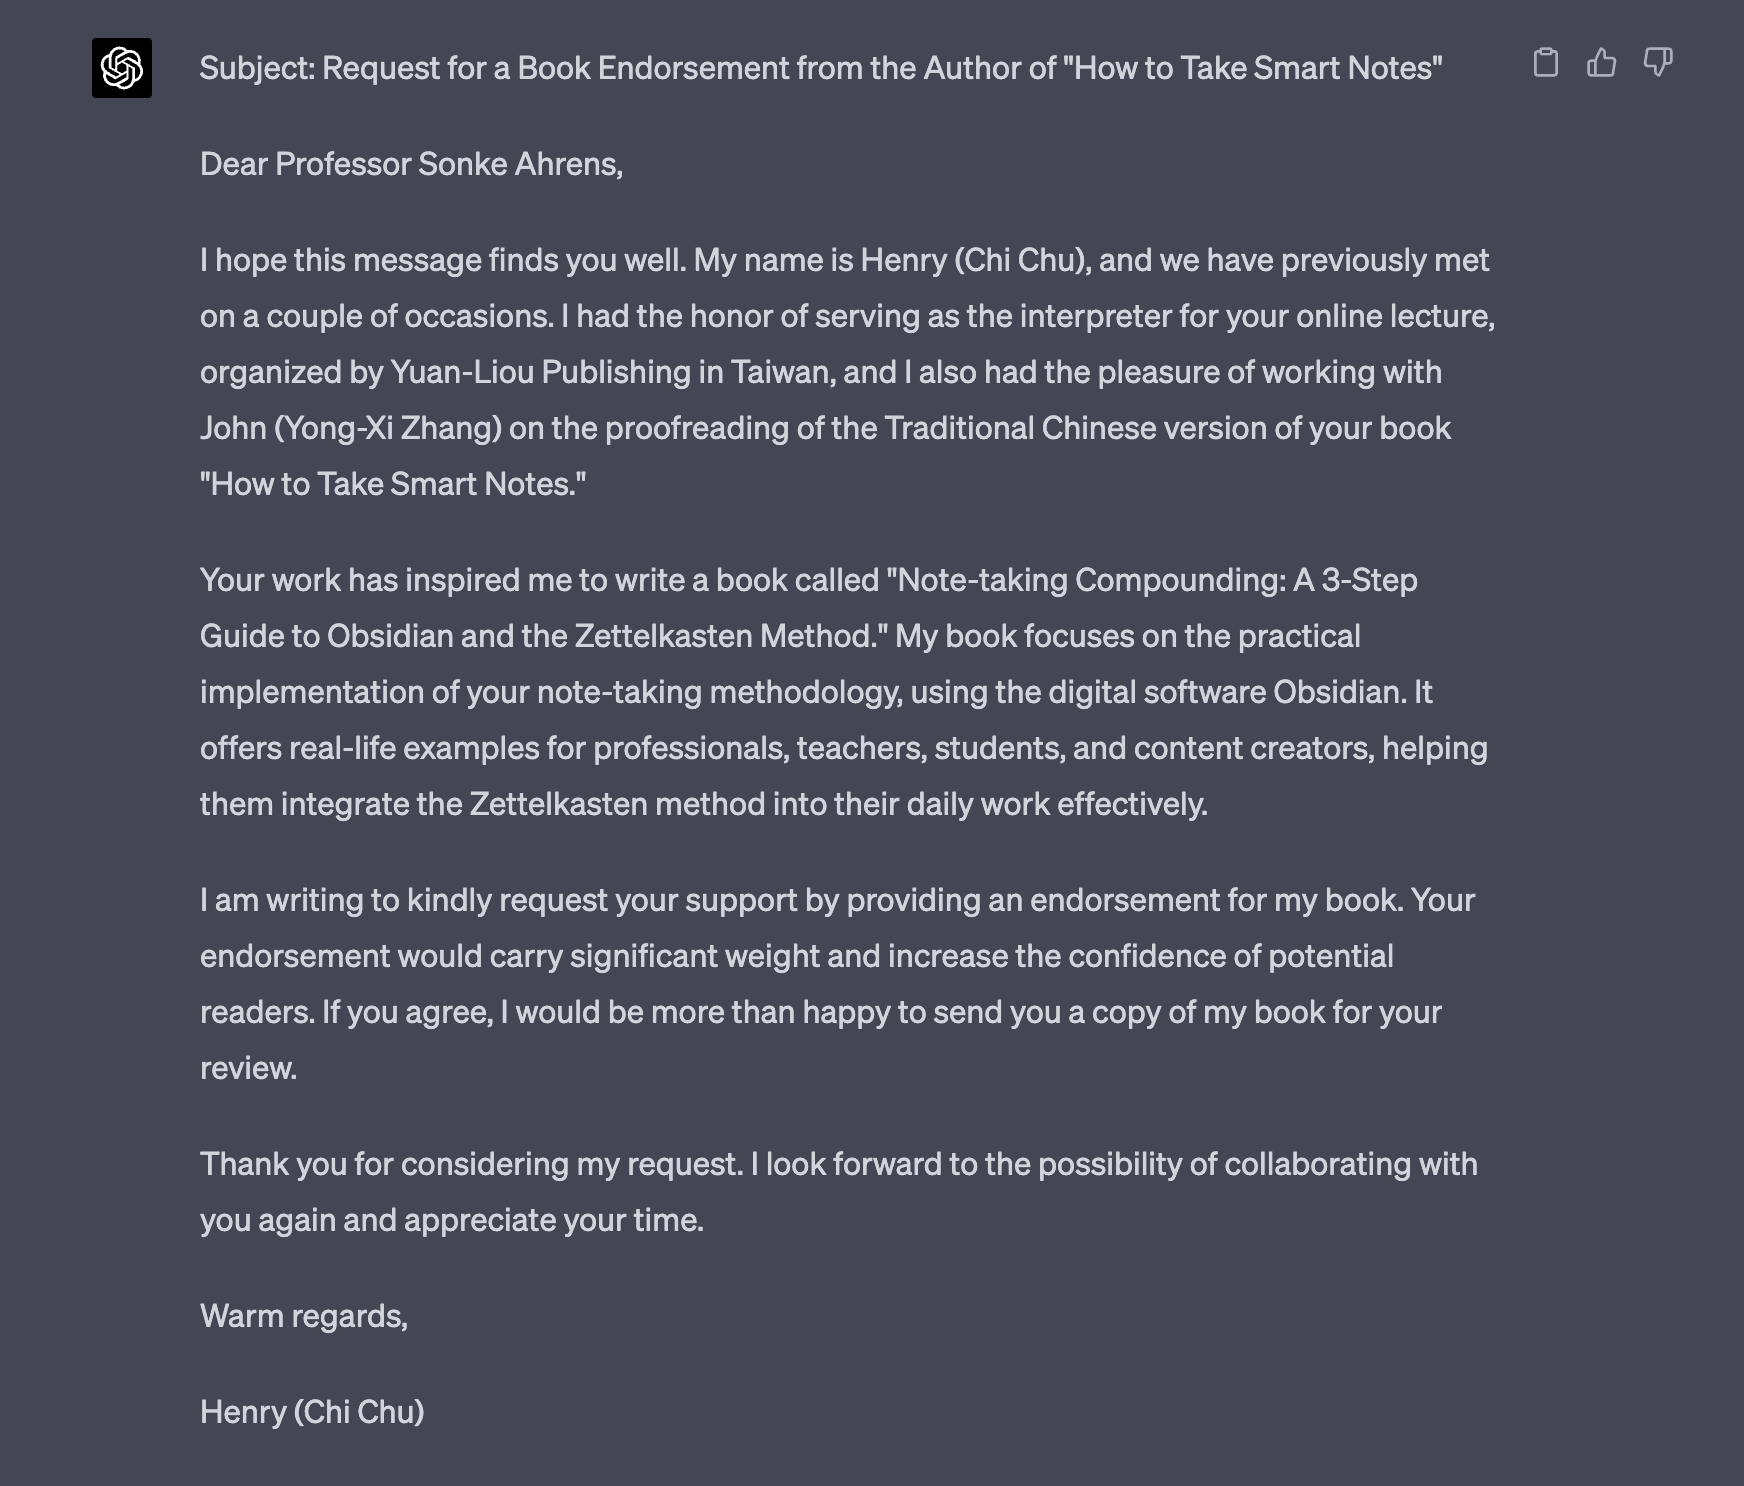 Subject: Request for a Book Endorsement from the Author of "How to Take Smart Notes"
Dear Professor Sonke Ahrens,
I hope this message finds you well. My name is Henry (Chi Chu), and we have previously met
on a couple of occasions. I had the honor of serving as the interpreter for your online lecture,
organized by Yuan-Liou Publishing in Taiwan, and I also had the pleasure of working with
John (Yong-Xi Zhang) on the proofreading of the Traditional Chinese version of your book
"How to Take Smart Notes."
Your work has inspired me to write a book called "Note-taking Compounding: A 3-Step
Guide to Obsidian and the Zettelkasten Method." My book focuses on the practical
implementation of your note-taking methodology, using the digital software Obsidian. It
offers real-life examples for professionals, teachers, students, and content creators, helping
them integrate the Zettelkasten method into their daily work effectively.
I am writing to kindly request your support by providing an endorsement for my book. Your
endorsement would carry significant weight and increase the confidence of potential
readers. If you agree, I would be more than happy to send you a copy of my book for your
review.
Thank you for considering my request. I look forward to the possibility of collaborating with
you again and appreciate your time.
Warm regards,
Henry (Chi Chu)